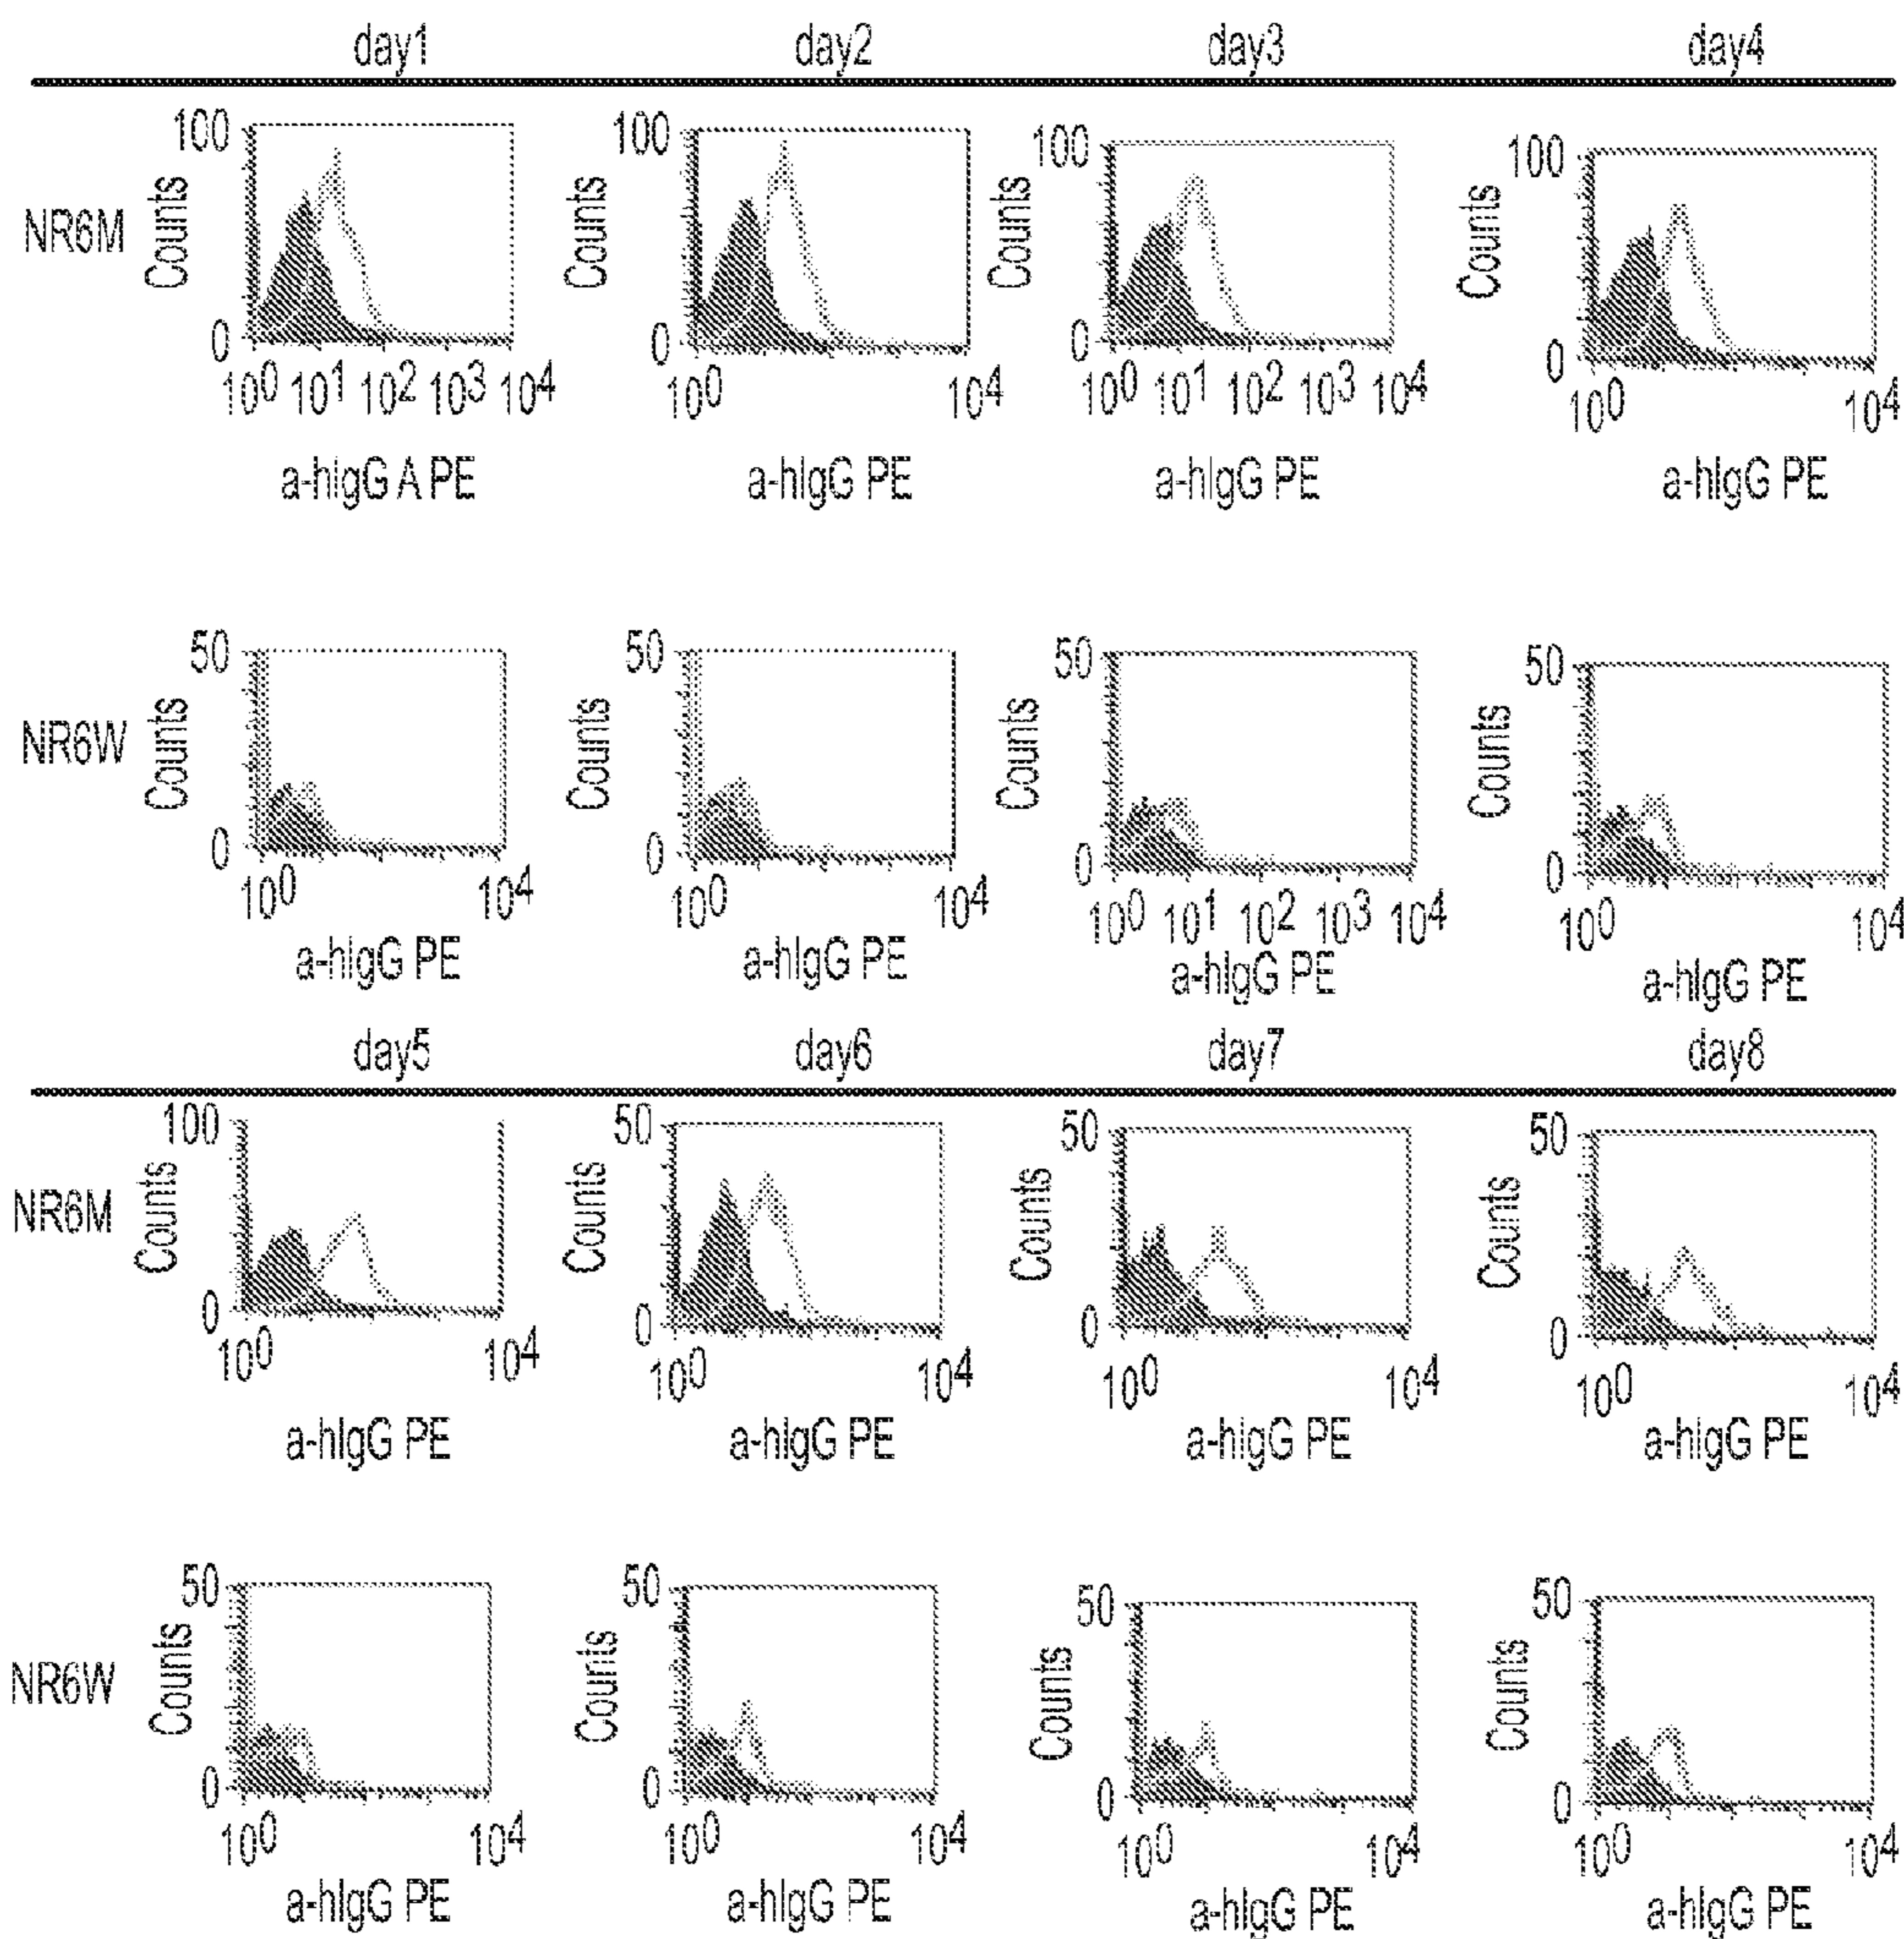 day1 day2 day3 day4
NR6M
Counts 100 0 10⁰ 10¹ 10² 10³ 10⁴ a-hIgG A PE
Counts 100 0 10⁰ 10⁴ a-hIgG PE
Counts 100 0 10⁰ 10¹ 10² 10³ 10⁴ a-hIgG PE
Counts 100 0 10⁰ 10⁴ a-hIgG PE
NR6W
Counts 50 0 10⁰ 10⁴ a-hIgG PE
Counts 50 0 10⁰ 10⁴ a-hIgG PE
Counts 50 0 10⁰ 10¹ 10² 10³ 10⁴ a-hIgG PE
Counts 50 0 10⁰ 10⁴ a-hIgG PE
day5 day6 day7 day8
NR6M
Counts 100 0 10⁰ 10⁴ a-hIgG PE
Counts 50 0 10⁰ 10⁴ a-hIgG PE
Counts 50 0 10⁰ 10⁴ a-hIgG PE
Counts 50 0 10⁰ 10⁴ a-hIgG PE
NR6W
Counts 50 0 10⁰ 10⁴ a-hIgG PE
Counts 50 0 10⁰ 10⁴ a-hIgG PE
Counts 50 0 10⁰ 10⁴ a-hIgG PE
Counts 50 0 10⁰ 10⁴ a-hIgG PE